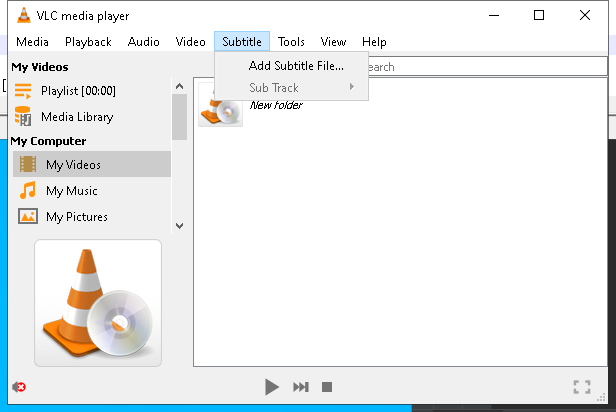 VLC media player
Media Playback Audio Video Subtitle Tools View Help
Add Subtitle File...
Sub Track
My Videos
Playlist [00:00]
Media Library
My Computer
My Videos
My Music
My Pictures
New folder